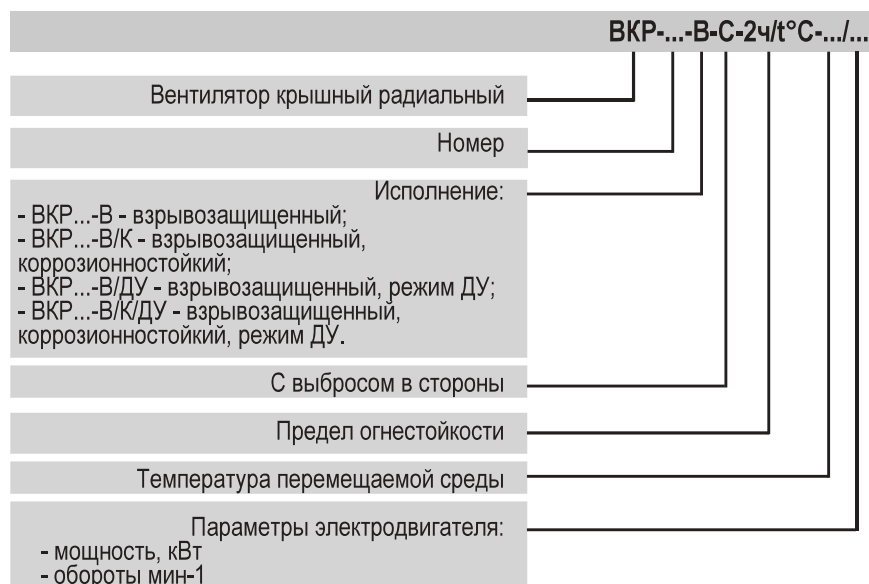 ВКР-...-В-С-2ч/t°С-.../...
Вентилятор крышный радиальный
Номер
Исполнение:
- ВКР...-В - взрывозащищенный;
- ВКР...-В/К - взрывозащищенный,
коррозионностойкий;
- ВКР...-В/ДУ - взрывозащищенный, режим ДУ;
- ВКР...-В/К/ДУ - взрывозащищенный,
коррозионностойкий, режим ДУ.
С выбросом в стороны
Предел огнестойкости
Температура перемещаемой среды
Параметры электродвигателя:
- мощность, кВт
- обороты мин-1